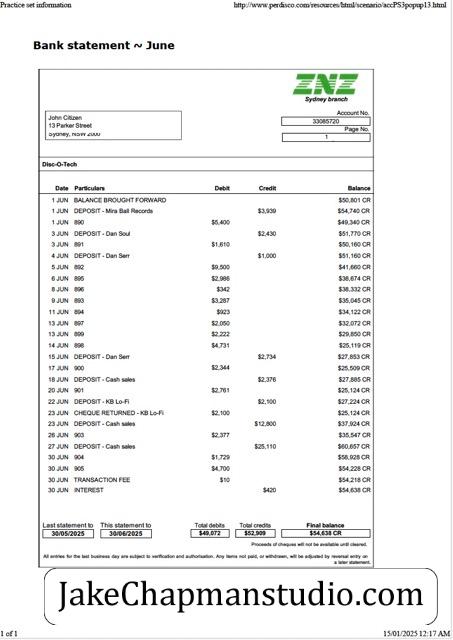 Practice set information http://www.perdisco.com/resources/html/scenario/accPS3popup13.html
Bank statement ~ June
ZNZ
Sydney branch
John Citizen
13 Parker Street
Sydney, NSW 2000
Account No.
33085720
Page No.
1
Disc-O-Tech
Date Particulars Debit Credit Balance
1 JUN BALANCE BROUGHT FORWARD $50,801 CR
1 JUN DEPOSIT - Mira Ball Records $3,939 $54,740 CR
1 JUN 890 $5,400 $49,340 CR
3 JUN DEPOSIT - Dan Soul $2,430 $51,770 CR
3 JUN 891 $1,610 $50,160 CR
4 JUN DEPOSIT - Dan Serr $1,000 $51,160 CR
5 JUN 892 $9,500 $41,660 CR
6 JUN 895 $2,986 $38,674 CR
8 JUN 896 $342 $38,332 CR
9 JUN 893 $3,287 $35,045 CR
11 JUN 894 $923 $34,122 CR
13 JUN 897 $2,050 $32,072 CR
13 JUN 899 $2,222 $29,850 CR
14 JUN 898 $4,731 $25,119 CR
15 JUN DEPOSIT - Dan Serr $2,734 $27,853 CR
17 JUN 900 $2,344 $25,509 CR
18 JUN DEPOSIT - Cash sales $2,376 $27,885 CR
20 JUN 901 $2,761 $25,124 CR
22 JUN DEPOSIT - KB Lo-Fi $2,100 $27,224 CR
23 JUN CHEQUE RETURNED - KB Lo-Fi $2,100 $25,124 CR
23 JUN DEPOSIT - Cash sales $12,800 $37,924 CR
26 JUN 903 $2,377 $35,547 CR
27 JUN DEPOSIT - Cash sales $25,110 $60,657 CR
30 JUN 904 $1,729 $58,928 CR
30 JUN 905 $4,700 $54,228 CR
30 JUN TRANSACTION FEE $10 $54,218 CR
30 JUN INTEREST $420 $54,638 CR
Last statement to This statement to Total debits Total credits Final balance
30/05/2025 30/06/2025 $49,072 $52,909 $54,638 CR
Proceeds of cheques will not be available until cleared.
All entries for the last business day are subject to verification and authorisation. Any items not paid, or withdrawn, will be adjusted by reversal entry on
a later statement.
JakeChapmanstudio.com
1 of 1 15/01/2025 12:17 AM